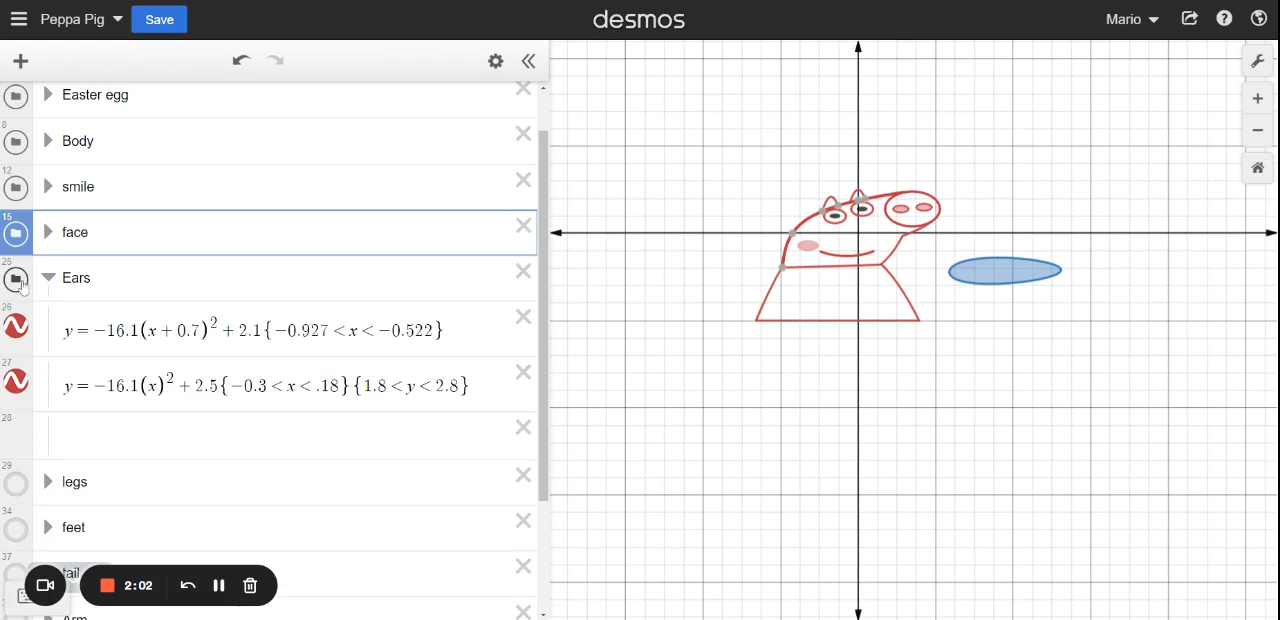 Peppa Pig
Save
desmos
Mario
Easter egg
8
Body
12
smile
15
face
25
Ears
26
y = −16.1(x + 0.7)² + 2.1{−0.927 < x < −0.522}
27
y = −16.1(x)² + 2.5{−0.3 < x < .18}{1.8 < y < 2.8}
28
29
legs
34
feet
37
tail
2:02
Arm